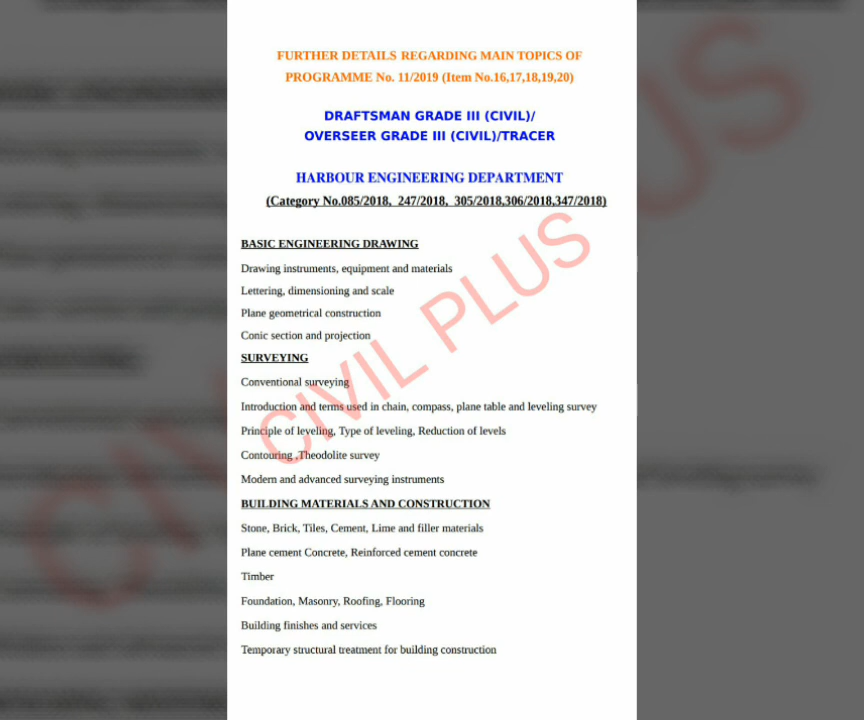 FURTHER DETAILS REGARDING MAIN TOPICS OF
PROGRAMME No. 11/2019 (Item No.16,17,18,19,20)
DRAFTSMAN GRADE III (CIVIL)/
OVERSEER GRADE III (CIVIL)/TRACER
HARBOUR ENGINEERING DEPARTMENT
(Category No.085/2018, 247/2018, 305/2018,306/2018,347/2018)
BASIC ENGINEERING DRAWING
Drawing instruments, equipment and materials
Lettering, dimensioning and scale
Plane geometrical construction
Conic section and projection
SURVEYING
Conventional surveying
Introduction and terms used in chain, compass, plane table and leveling survey
Principle of leveling, Type of leveling, Reduction of levels
Contouring ,Theodolite survey
Modern and advanced surveying instruments
BUILDING MATERIALS AND CONSTRUCTION
Stone, Brick, Tiles, Cement, Lime and filler materials
Plane cement Concrete, Reinforced cement concrete
Timber
Foundation, Masonry, Roofing, Flooring
Building finishes and services
Temporary structural treatment for building construction
CIVIL PLUS